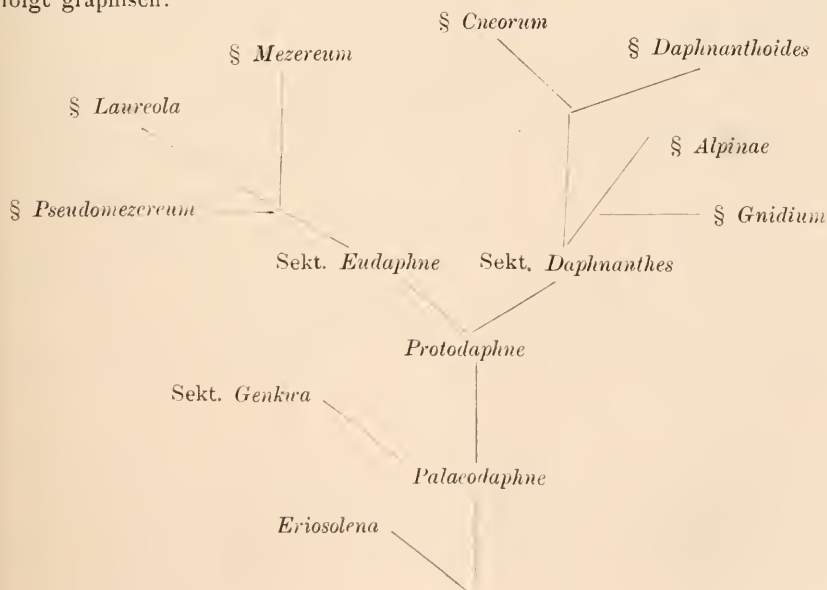 folgt graphisch:
§ Cneorum
§ Mezereum
§ Daphnanthoides
§ Laureola
§ Alpinae
§ Pseudomezereum
§ Gnidium
Sekt. Eudaphne
Sekt. Daphnanthes
Protodaphne
Sekt. Genkwa
Palaeodaphne
Eriosolena